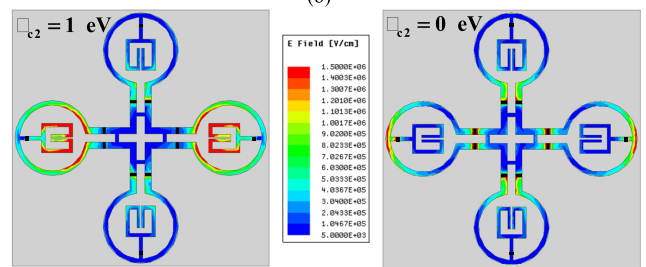 (b)
□c2 = 1 eV
E Field [V/cm]
1.5000E+06
1.4003E+06
1.3007E+06
1.2010E+06
1.1013E+06
1.0017E+06
9.0200E+05
8.0233E+05
7.0267E+05
6.0300E+05
5.0333E+05
4.0367E+05
3.0400E+05
2.0433E+05
1.0467E+05
5.0000E+03
□c2 = 0 eV